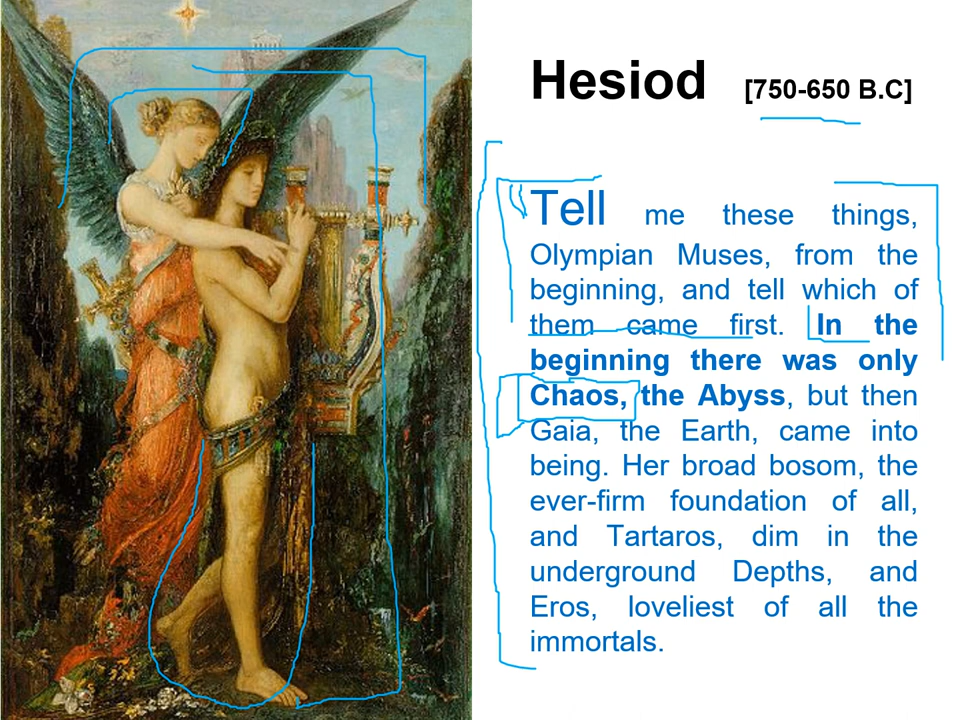 Hesiod [750-650 B.C]
Tell me these things,
Olympian Muses, from the
beginning, and tell which of
them came first. In the
beginning there was only
Chaos, the Abyss, but then
Gaia, the Earth, came into
being. Her broad bosom, the
ever-firm foundation of all,
and Tartaros, dim in the
underground Depths, and
Eros, loveliest of all the
immortals.